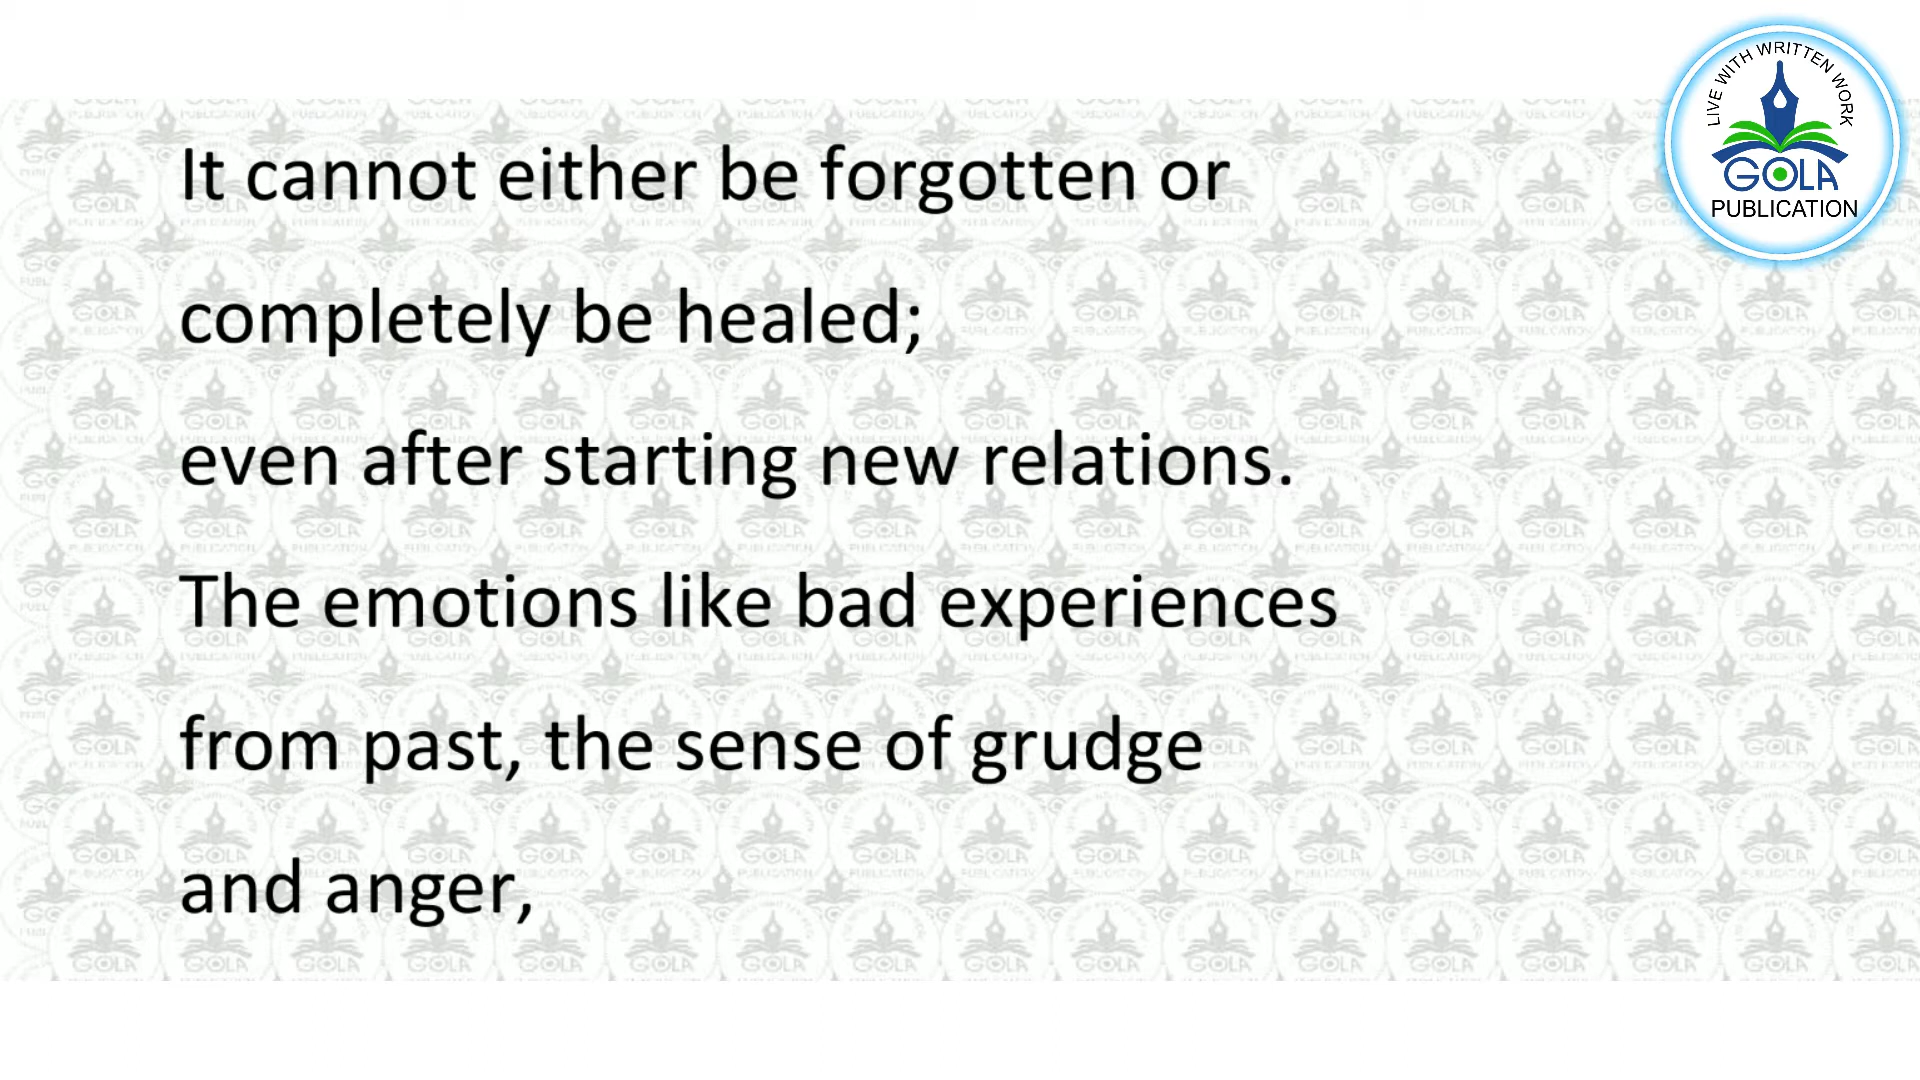 LIVE WITH WRITTEN WORK
GOLA
PUBLICATION
It cannot either be forgotten or
completely be healed;
even after starting new relations.
The emotions like bad experiences
from past, the sense of grudge
and anger,